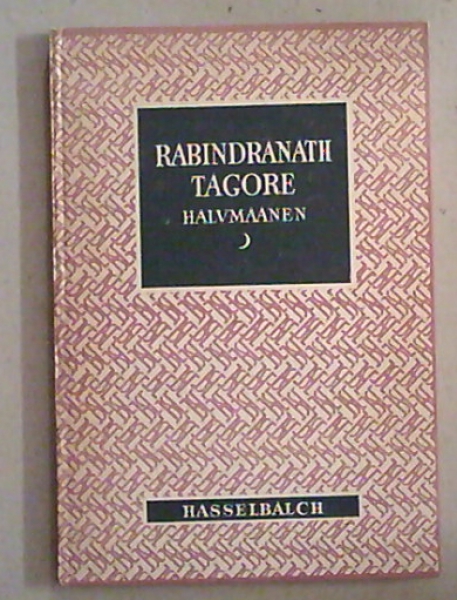 RABINDRANATH
TAGORE
HALVMAANEN
HASSELBALCH